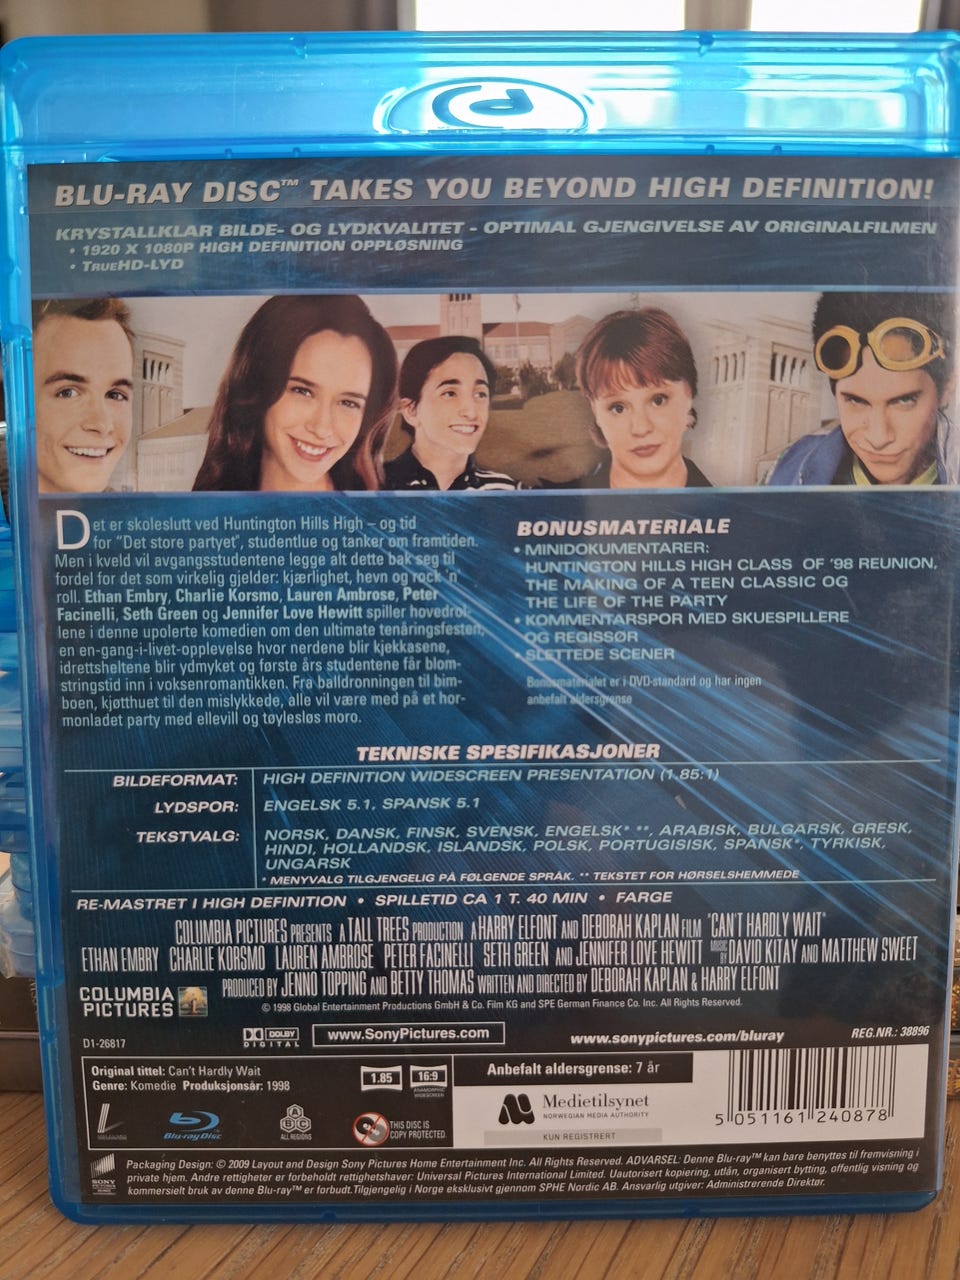 BLU-RAY DISC™ TAKES YOU BEYOND HIGH DEFINITION!
KRYSTALLKLAR BILDE- OG LYDKVALITET - OPTIMAL GJENGIVELSE AV ORIGINALFILMEN
• 1920 X 1080P HIGH DEFINITION OPPLØSNING
• TRUEHD-LYD
Det er skoleslutt ved Huntington Hills High – og tid
for "Det store partyet", studentlue og tanker om framtiden.
Men i kveld vil avgangsstudentene legge alt dette bak seg til
fordel for det som virkelig gjelder: kjærlighet, hevn og rock 'n'
roll. Ethan Embry, Charlie Korsmo, Lauren Ambrose, Peter
Facinelli, Seth Green og Jennifer Love Hewitt spiller hovedrol-
lene i denne upolerte komedien om den ultimate tenåringsfesten,
en en-gang-i-livet-opplevelse hvor nerdene blir kjekkasene,
idrettsheltene blir ydmyket og første års studentene får blom-
stringstid inn i voksenromantikken. Fra balldronningen til bim-
boen, kjøtthuet til den mislykkede, alle vil være med på et hor-
monladet party med ellevill og tøylesløs moro.
BONUSMATERIALE
• MINIDOKUMENTARER:
HUNTINGTON HILLS HIGH CLASS OF '98 REUNION,
THE MAKING OF A TEEN CLASSIC OG
THE LIFE OF THE PARTY
• KOMMENTARSPOR MED SKUESPILLERE
OG REGISSØR
• SLETTEDE SCENER
Bonusmaterialet er i DVD-standard og har ingen
anbefalt aldersgrense
TEKNISKE SPESIFIKASJONER
BILDEFORMAT: HIGH DEFINITION WIDESCREEN PRESENTATION (1.85:1)
LYDSPOR: ENGELSK 5.1, SPANSK 5.1
TEKSTVALG: NORSK, DANSK, FINSK, SVENSK, ENGELSK* **, ARABISK, BULGARSK, GRESK,
HINDI, HOLLANDSK, ISLANDSK, POLSK, PORTUGISISK, SPANSK*, TYRKISK,
UNGARSK
* MENYVALG TILGJENGELIG PÅ FØLGENDE SPRÅK. ** TEKSTET FOR HØRSELSHEMMEDE
RE-MASTRET I HIGH DEFINITION • SPILLETID CA 1 T. 40 MIN • FARGE
COLUMBIA PICTURES PRESENTS A TALL TREES PRODUCTION A HARRY ELFONT AND DEBORAH KAPLAN FILM "CAN'T HARDLY WAIT"
ETHAN EMBRY CHARLIE KORSMO LAUREN AMBROSE PETER FACINELLI SETH GREEN AND JENNIFER LOVE HEWITT MUSIC BY DAVID KITAY AND MATTHEW SWEET
PRODUCED BY JENNO TOPPING AND BETTY THOMAS WRITTEN AND DIRECTED BY DEBORAH KAPLAN & HARRY ELFONT
COLUMBIA
PICTURES
© 1998 Global Entertainment Productions GmbH & Co. Film KG and SPE German Finance Co. Inc. All Rights Reserved.
D1-26817
DOLBY
DIGITAL
www.SonyPictures.com
www.sonypictures.com/bluray
REG.NR.: 38896
Original tittel: Can't Hardly Wait
Genre: Komedie Produksjonsår: 1998
1.85
16:9
ANAMORPHIC
WIDESCREEN
Blu-ray Disc
A B C
ALL REGIONS
THIS DISC IS
COPY PROTECTED.
Anbefalt aldersgrense: 7 år
Medietilsynet
NORWEGIAN MEDIA AUTHORITY
KUN REGISTRERT
5 051161 240878
SONY
Packaging Design: © 2009 Layout and Design Sony Pictures Home Entertainment Inc. All Rights Reserved. ADVARSEL: Denne Blu-ray™ kan bare benyttes til fremvisning i
private hjem. Andre rettigheter er forbeholdt rettighetshaver: Universal Pictures International Limited. Uautorisert kopiering, utlån, organisert bytting, offentlig visning og
kommersielt bruk av denne Blu-ray™ er forbudt.Tilgjengelig i Norge eksklusivt gjennom SPHE Nordic AB. Ansvarlig utgiver: Administrerende Direktør.